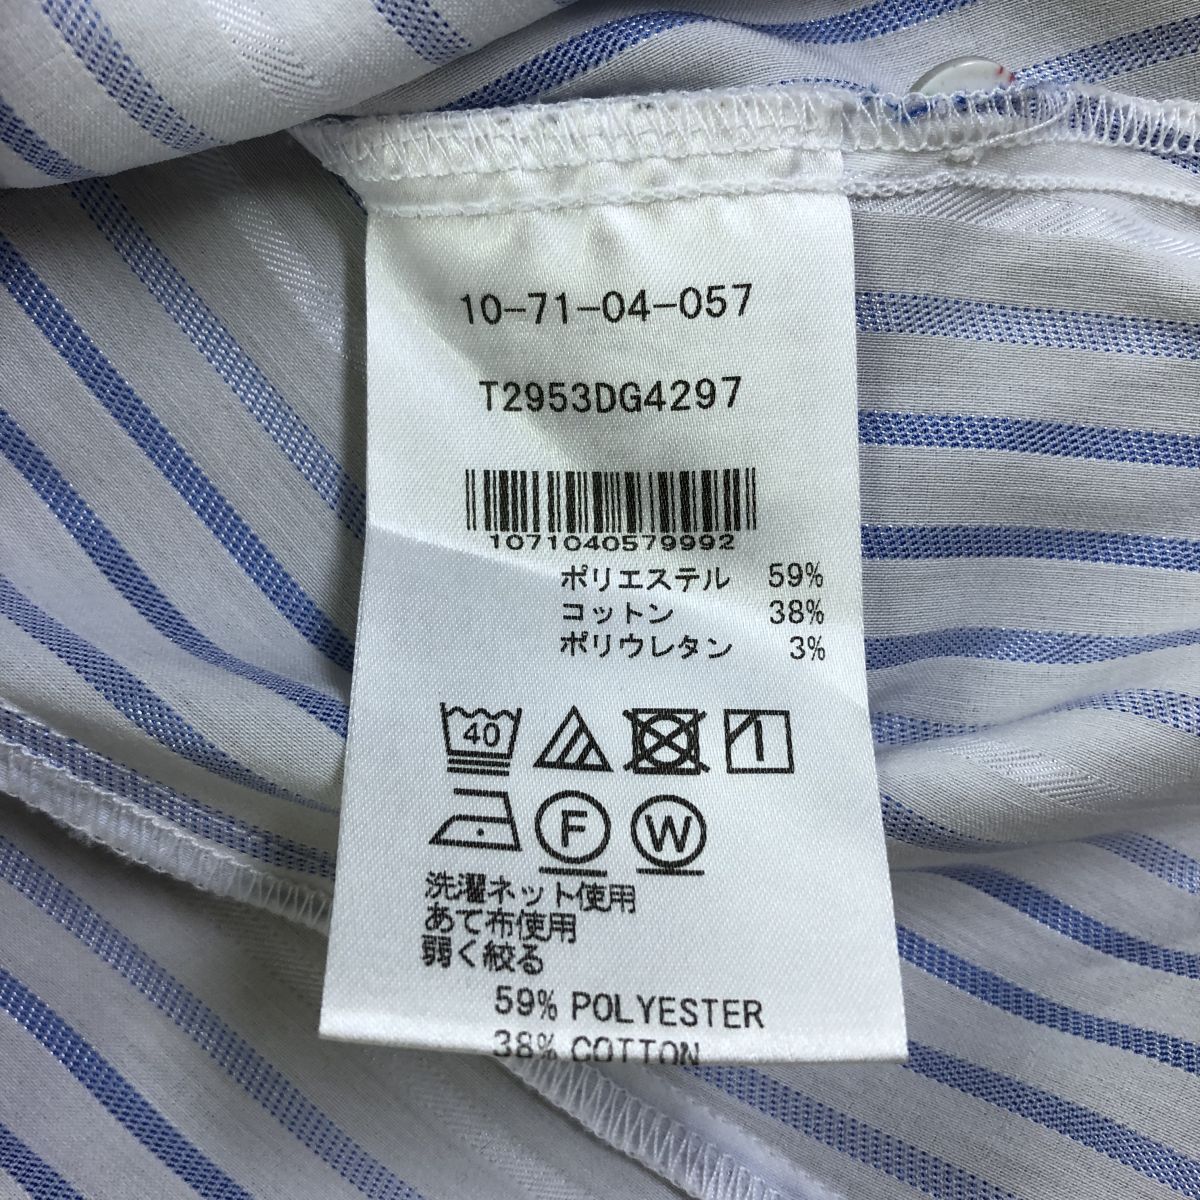 10-71-04-057
T2953DG4297
1071040579992
ポリエステル 59%
コットン 38%
ポリウレタン 3%
40
F W
洗濯ネット使用
あて布使用
弱く絞る
59% POLYESTER
38% COTTON